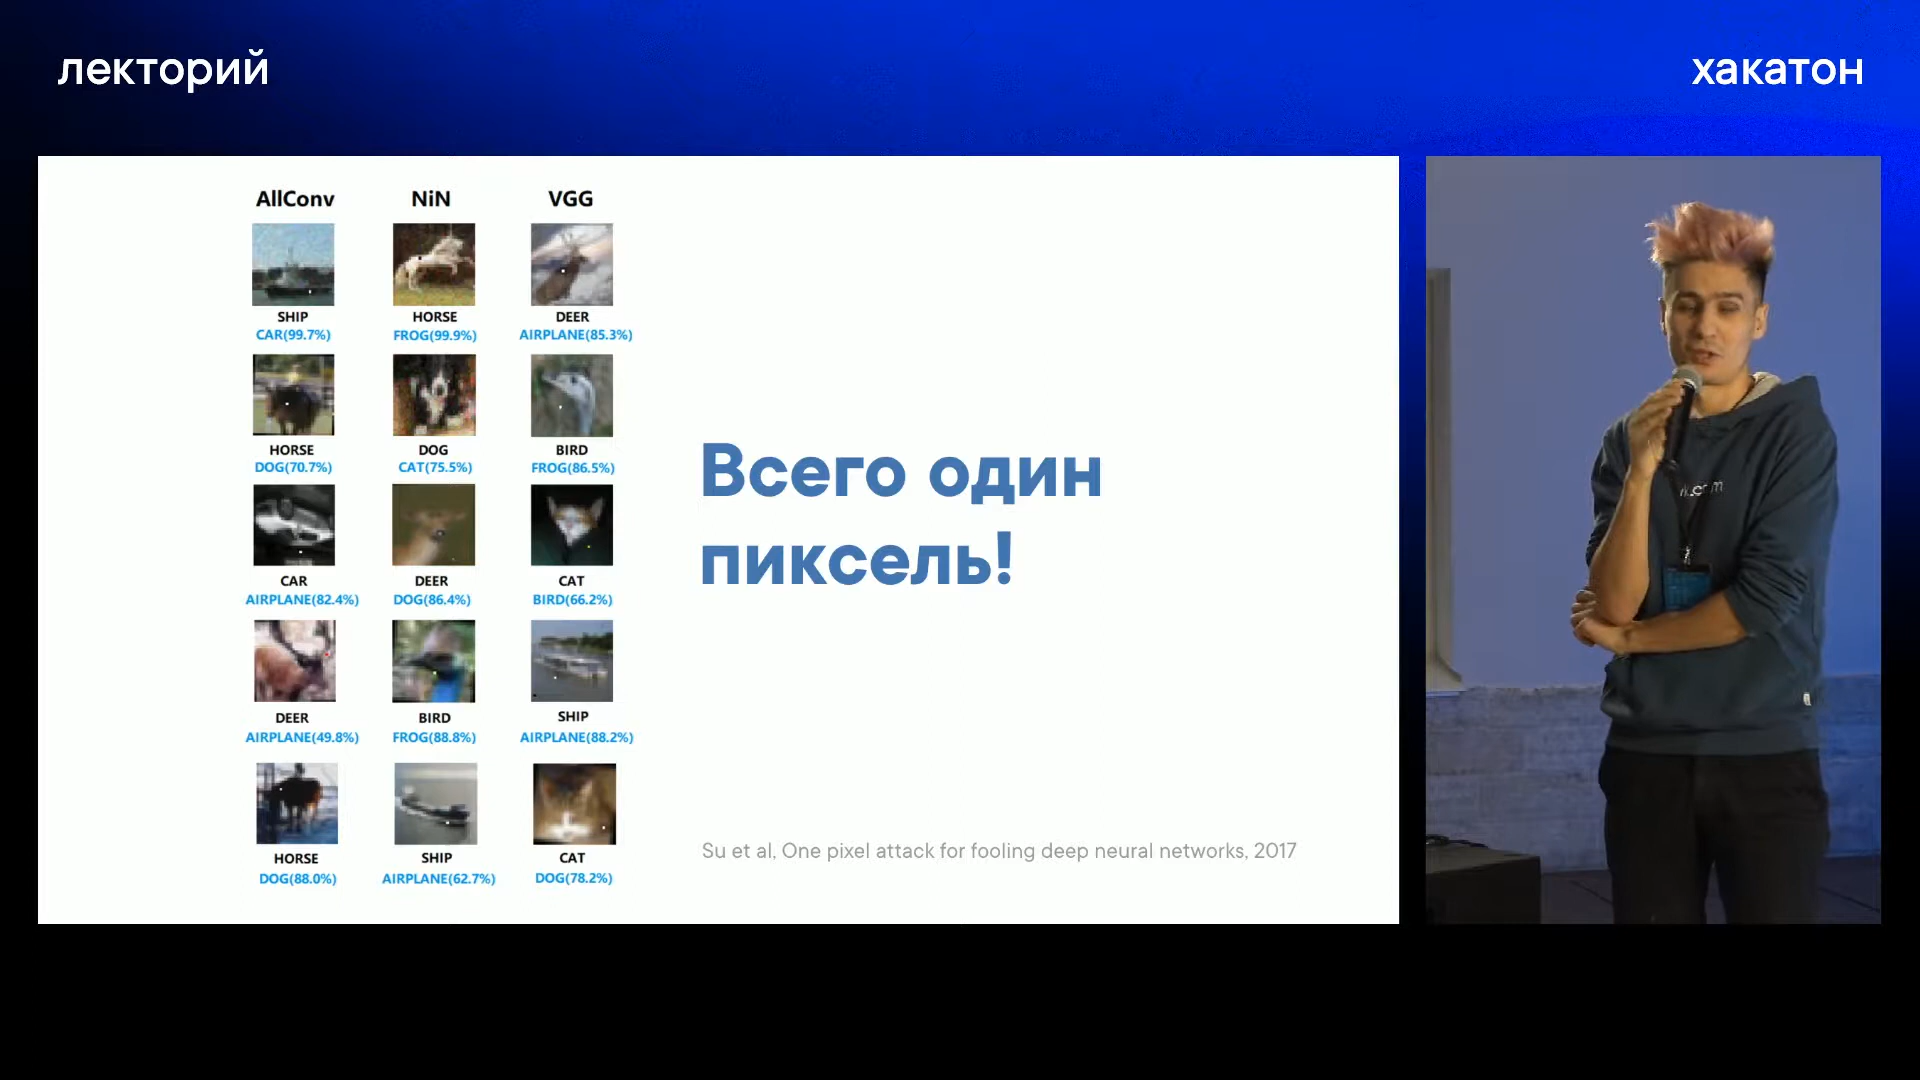 лекторий
хакатон
AllConv NiN VGG
SHIP HORSE DEER
CAR(99.7%) FROG(99.9%) AIRPLANE(85.3%)
HORSE DOG BIRD
DOG(70.7%) CAT(75.5%) FROG(86.5%)
CAR DEER CAT
AIRPLANE(82.4%) DOG(86.4%) BIRD(66.2%)
DEER BIRD SHIP
AIRPLANE(49.8%) FROG(88.8%) AIRPLANE(88.2%)
HORSE SHIP CAT
DOG(88.0%) AIRPLANE(62.7%) DOG(78.2%)
Всего один
пиксель!
Su et al, One pixel attack for fooling deep neural networks, 2017